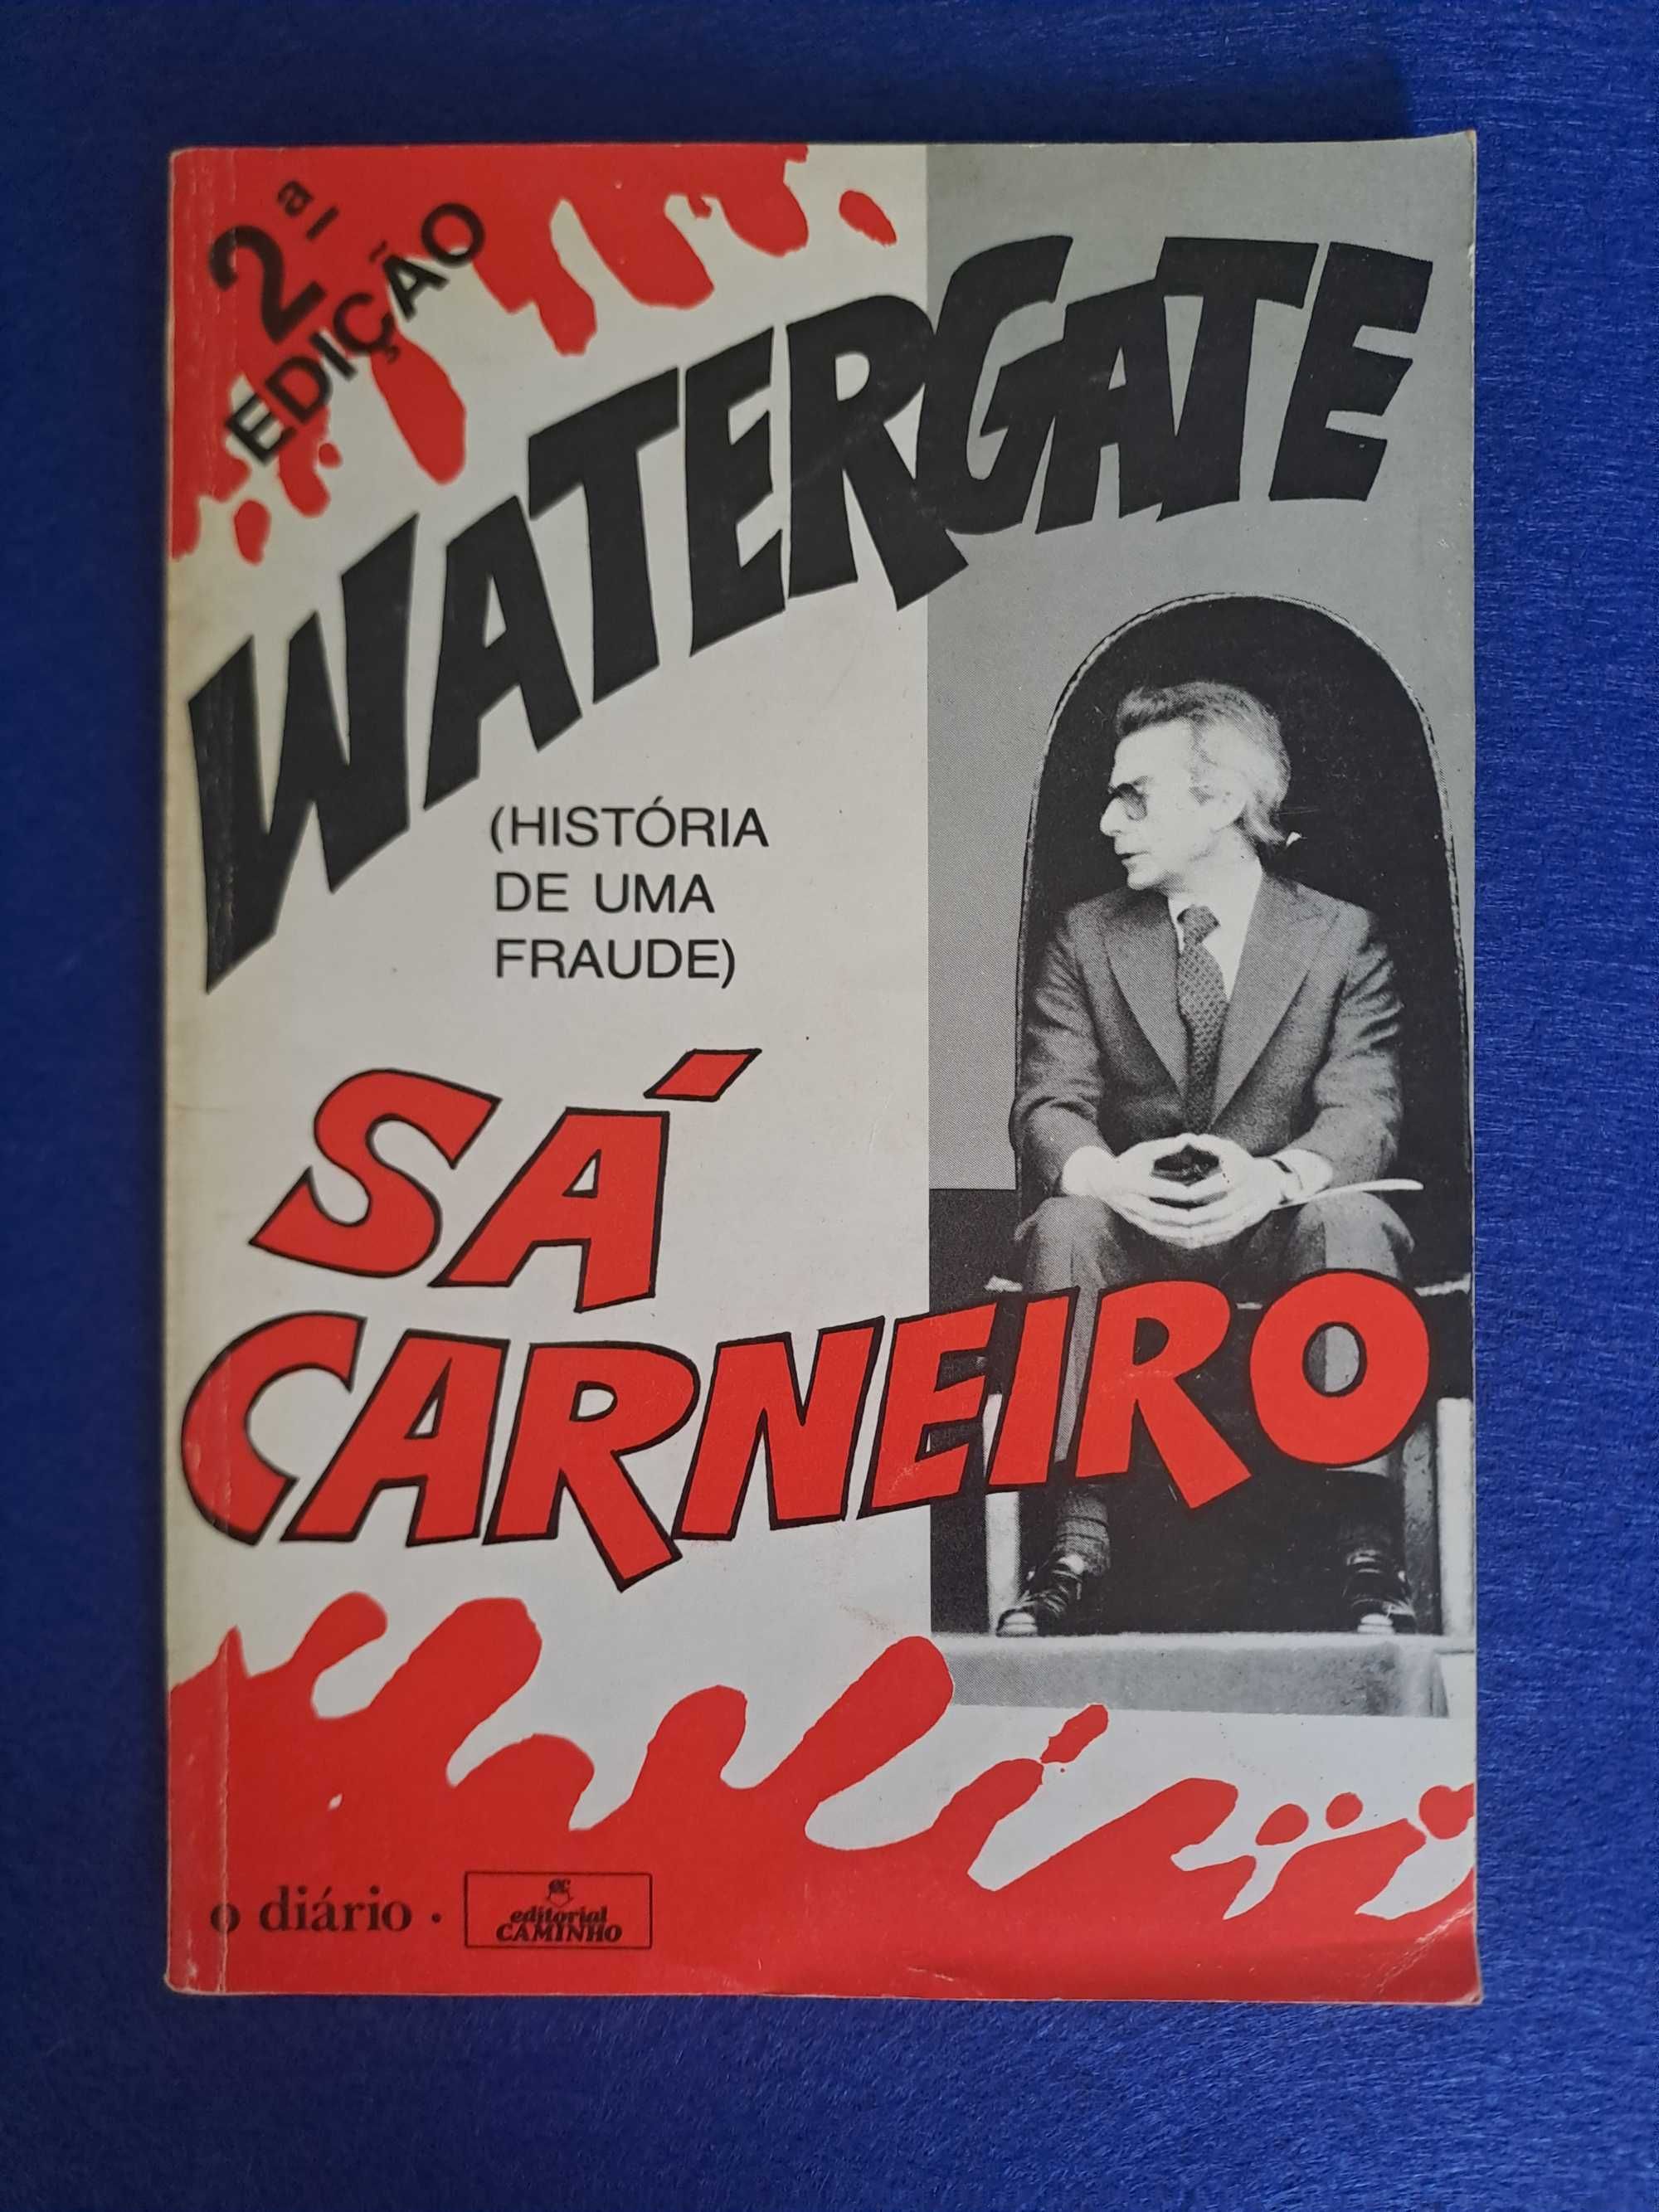 2ª
EDIÇÃO
WATERGATE
(HISTÓRIA
DE UMA
FRAUDE)
SÁ
CARNEIRO
o diário •
editorial
CAMINHO